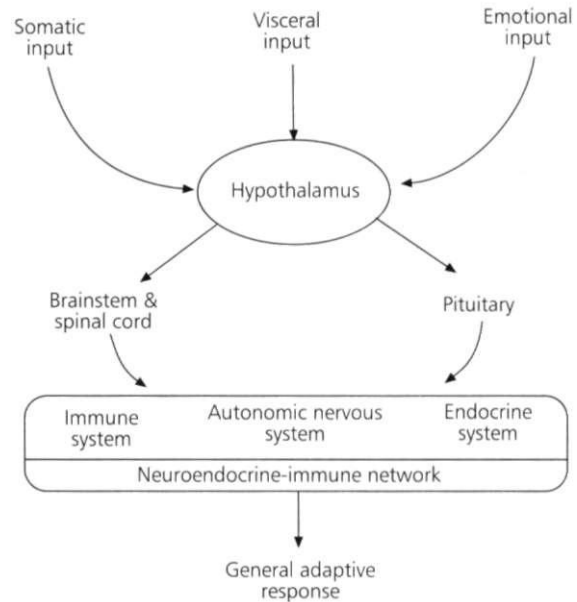 Somatic
input
Visceral
input
Emotional
input
Hypothalamus
Brainstem &
spinal cord
Pituitary
Immune
system
Autonomic nervous
system
Endocrine
system
Neuroendocrine-immune network
General adaptive
response